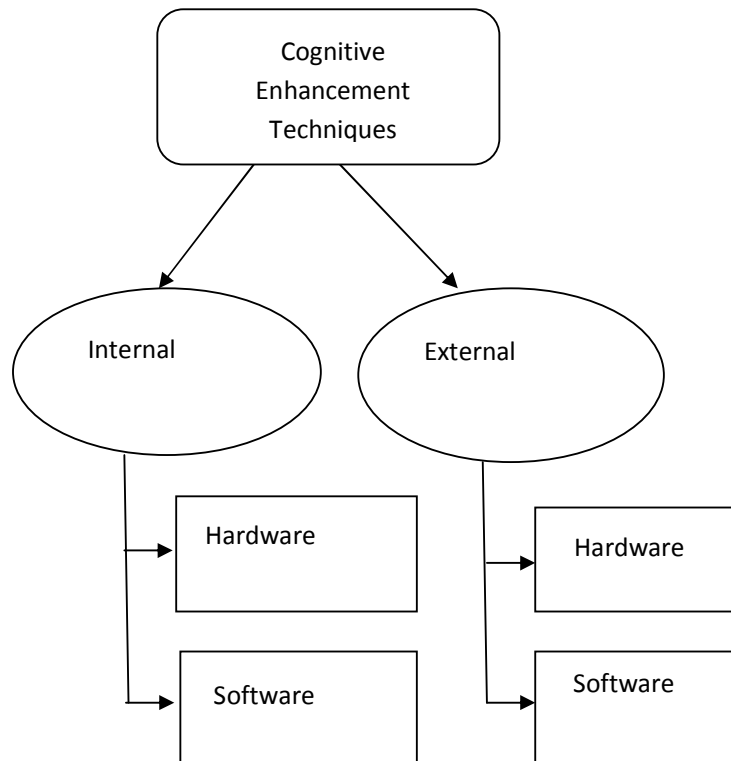 Cognitive
Enhancement
Techniques
Internal
External
Hardware
Hardware
Software
Software